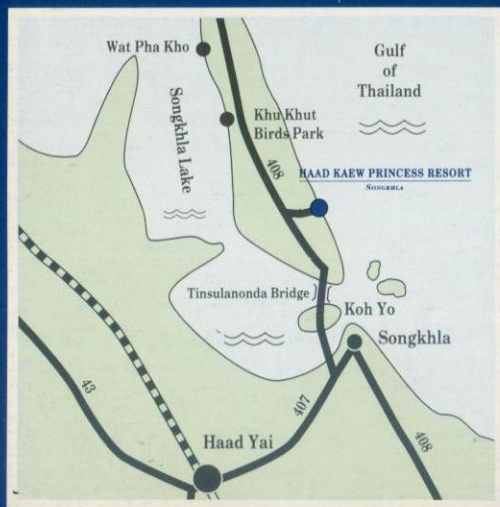 Wat Pha Kho
Gulf
of
Thailand
Songkhla Lake
Khu Khut
Birds Park
408
HAAD KAEW PRINCESS RESORT
SONGKHLA
Tinsulanonda Bridge
Koh Yo
Songkhla
43
407
408
Haad Yai